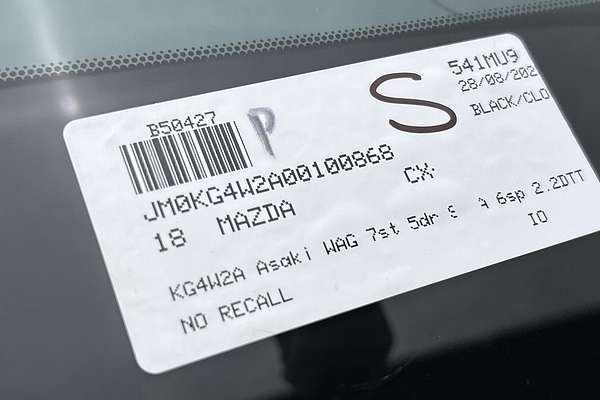 B50427
P
S
541MU9
28/08/202
BLACK/CLO
JM0KG4W2A00100868
18 MAZDA CX-
KG4W2A Asaki WAG 7st 5dr S A 6sp 2.2DTT
NO RECALL
IO